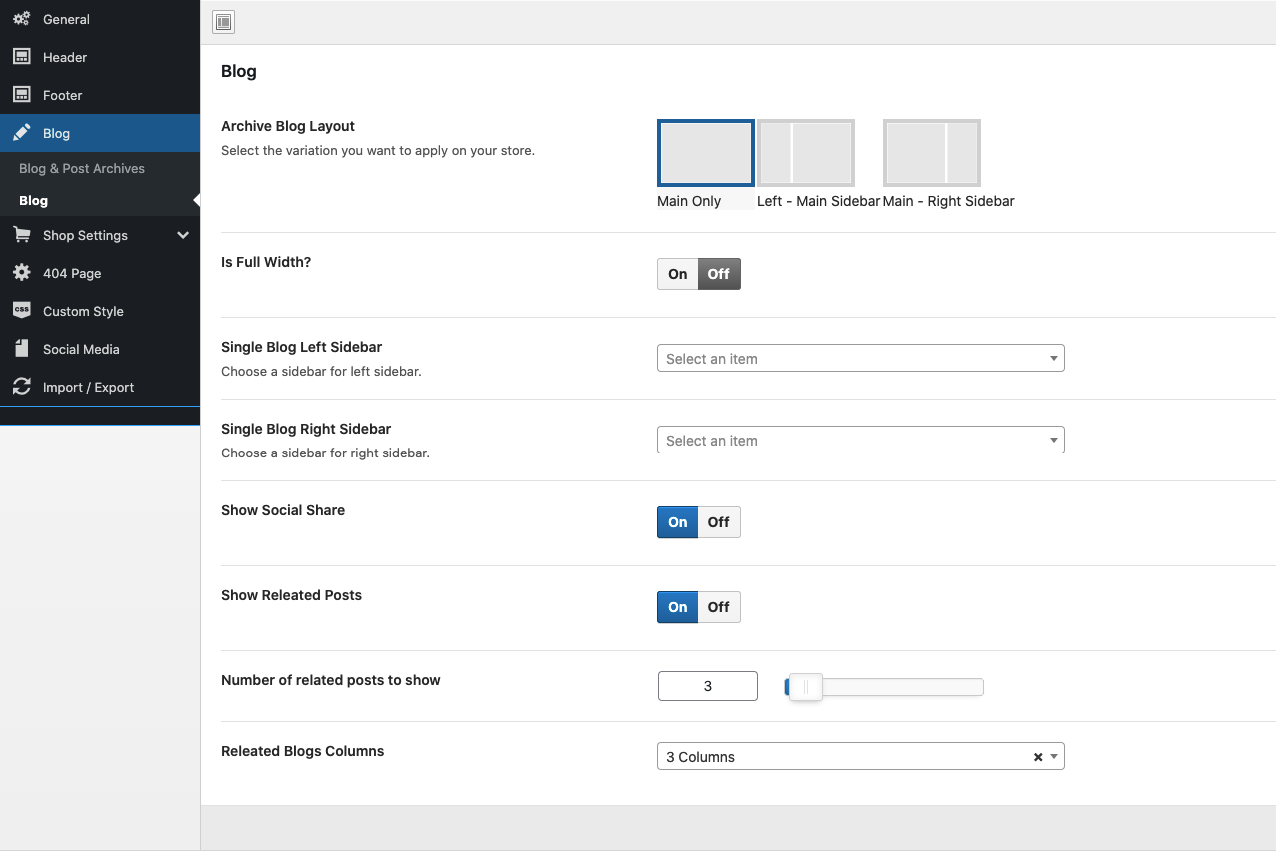 General
Header
Footer
Blog
Blog & Post Archives
Blog
Shop Settings
404 Page
css
Custom Style
Social Media
Import / Export
Blog
Archive Blog Layout
Select the variation you want to apply on your store.
Main Only
Left - Main Sidebar
Main - Right Sidebar
Is Full Width?
On Off
Single Blog Left Sidebar
Choose a sidebar for left sidebar.
Select an item
Single Blog Right Sidebar
Choose a sidebar for right sidebar.
Select an item
Show Social Share
On Off
Show Releated Posts
On Off
Number of related posts to show
3
Releated Blogs Columns
3 Columns